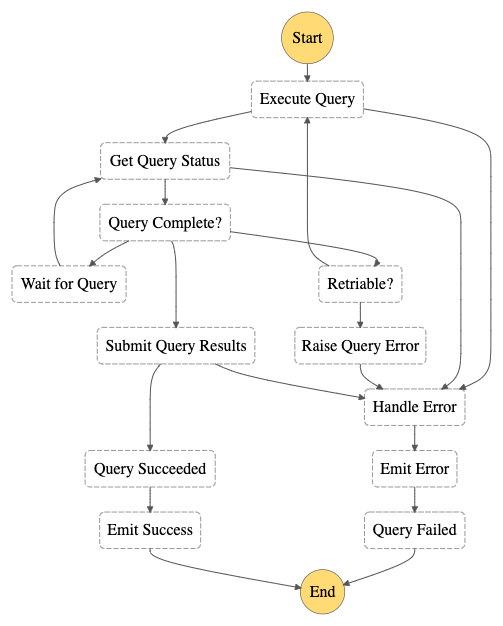 Start
Execute Query
Get Query Status
Query Complete?
Wait for Query
Retriable?
Submit Query Results
Raise Query Error
Handle Error
Query Succeeded
Emit Error
Emit Success
Query Failed
End